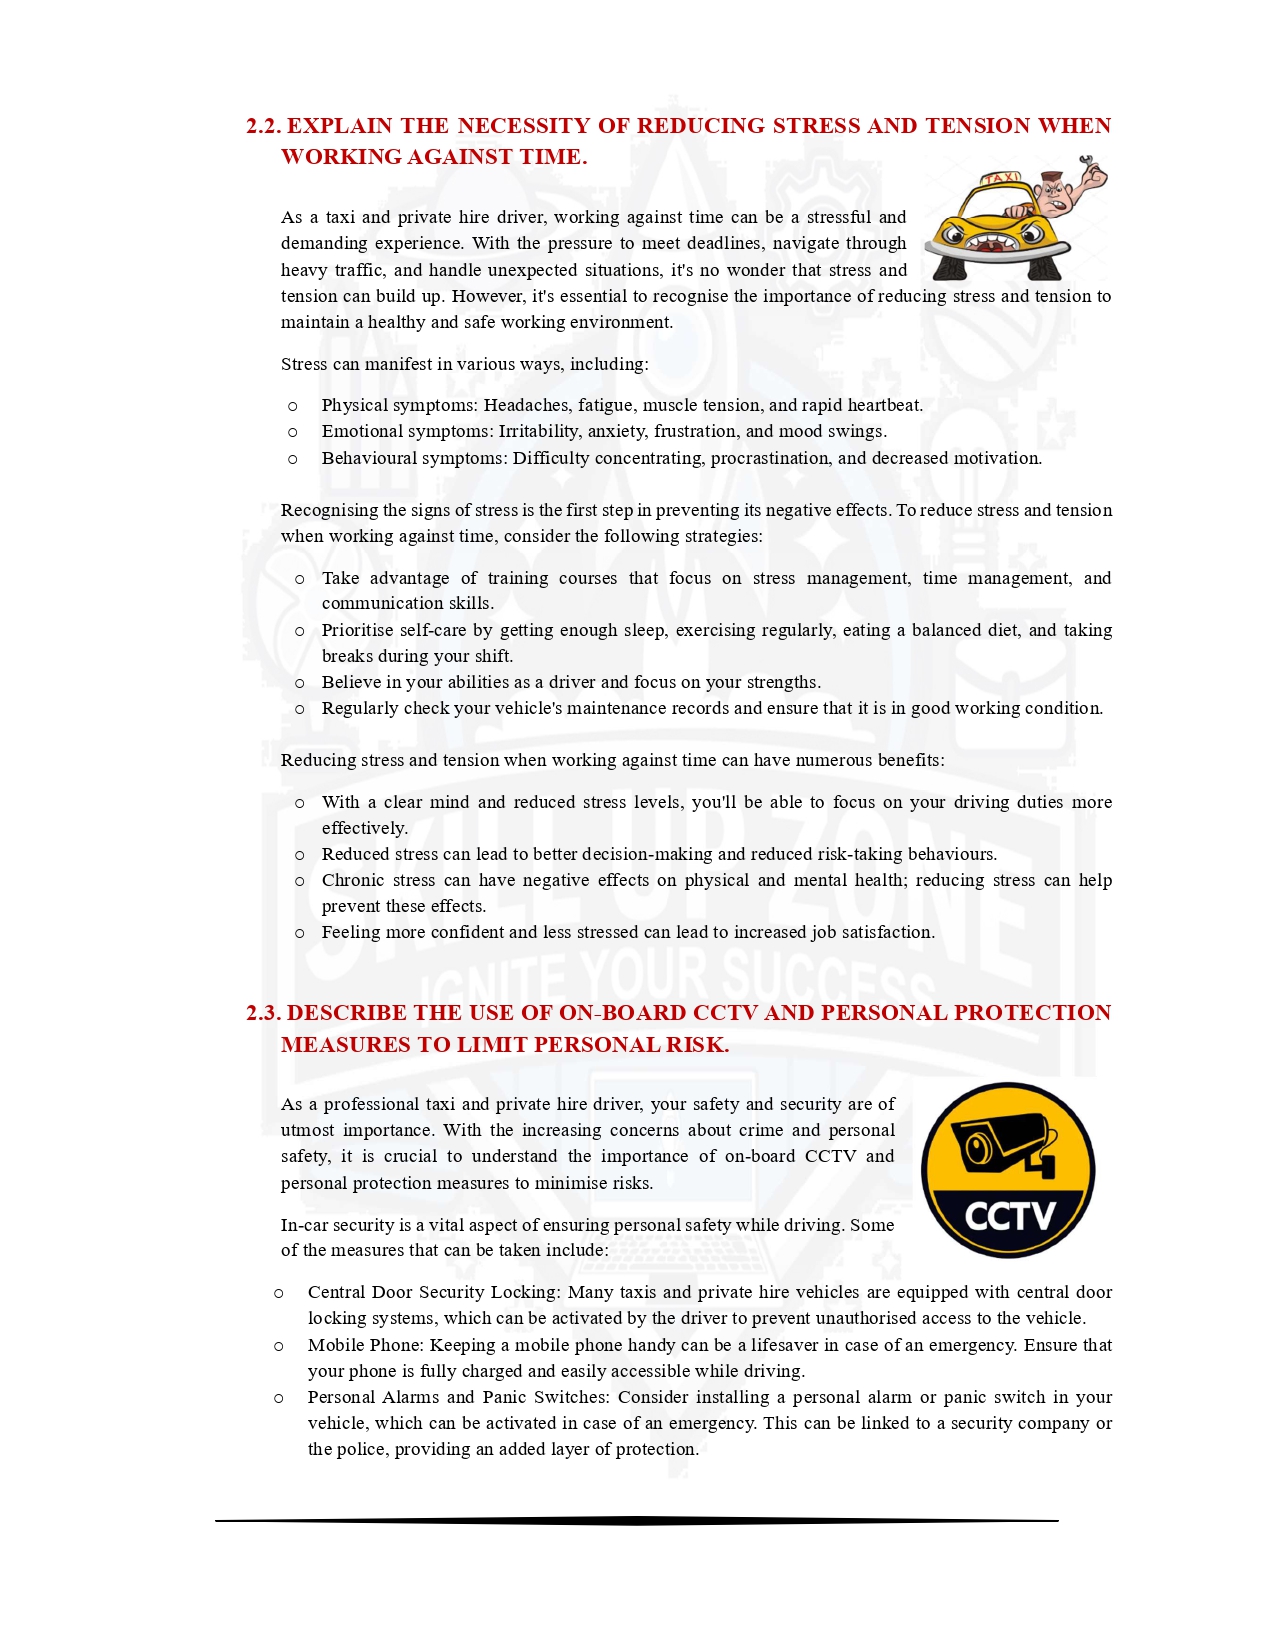 2.2. EXPLAIN THE NECESSITY OF REDUCING STRESS AND TENSION WHEN
WORKING AGAINST TIME.
TAXI
As a taxi and private hire driver, working against time can be a stressful and
demanding experience. With the pressure to meet deadlines, navigate through
heavy traffic, and handle unexpected situations, it's no wonder that stress and
tension can build up. However, it's essential to recognise the importance of reducing stress and tension to
maintain a healthy and safe working environment.
Stress can manifest in various ways, including:
o Physical symptoms: Headaches, fatigue, muscle tension, and rapid heartbeat.
o Emotional symptoms: Irritability, anxiety, frustration, and mood swings.
o Behavioural symptoms: Difficulty concentrating, procrastination, and decreased motivation.
Recognising the signs of stress is the first step in preventing its negative effects. To reduce stress and tension
when working against time, consider the following strategies:
o Take advantage of training courses that focus on stress management, time management, and
communication skills.
o Prioritise self-care by getting enough sleep, exercising regularly, eating a balanced diet, and taking
breaks during your shift.
o Believe in your abilities as a driver and focus on your strengths.
o Regularly check your vehicle's maintenance records and ensure that it is in good working condition.
Reducing stress and tension when working against time can have numerous benefits:
o With a clear mind and reduced stress levels, you'll be able to focus on your driving duties more
effectively.
o Reduced stress can lead to better decision-making and reduced risk-taking behaviours.
o Chronic stress can have negative effects on physical and mental health; reducing stress can help
prevent these effects.
o Feeling more confident and less stressed can lead to increased job satisfaction.
SKILL UP ZONE
IGNITE YOUR SUCCESS
2.3. DESCRIBE THE USE OF ON-BOARD CCTV AND PERSONAL PROTECTION
MEASURES TO LIMIT PERSONAL RISK.
As a professional taxi and private hire driver, your safety and security are of
utmost importance. With the increasing concerns about crime and personal
safety, it is crucial to understand the importance of on-board CCTV and
personal protection measures to minimise risks.
CCTV
In-car security is a vital aspect of ensuring personal safety while driving. Some
of the measures that can be taken include:
o Central Door Security Locking: Many taxis and private hire vehicles are equipped with central door
locking systems, which can be activated by the driver to prevent unauthorised access to the vehicle.
o Mobile Phone: Keeping a mobile phone handy can be a lifesaver in case of an emergency. Ensure that
your phone is fully charged and easily accessible while driving.
o Personal Alarms and Panic Switches: Consider installing a personal alarm or panic switch in your
vehicle, which can be activated in case of an emergency. This can be linked to a security company or
the police, providing an added layer of protection.